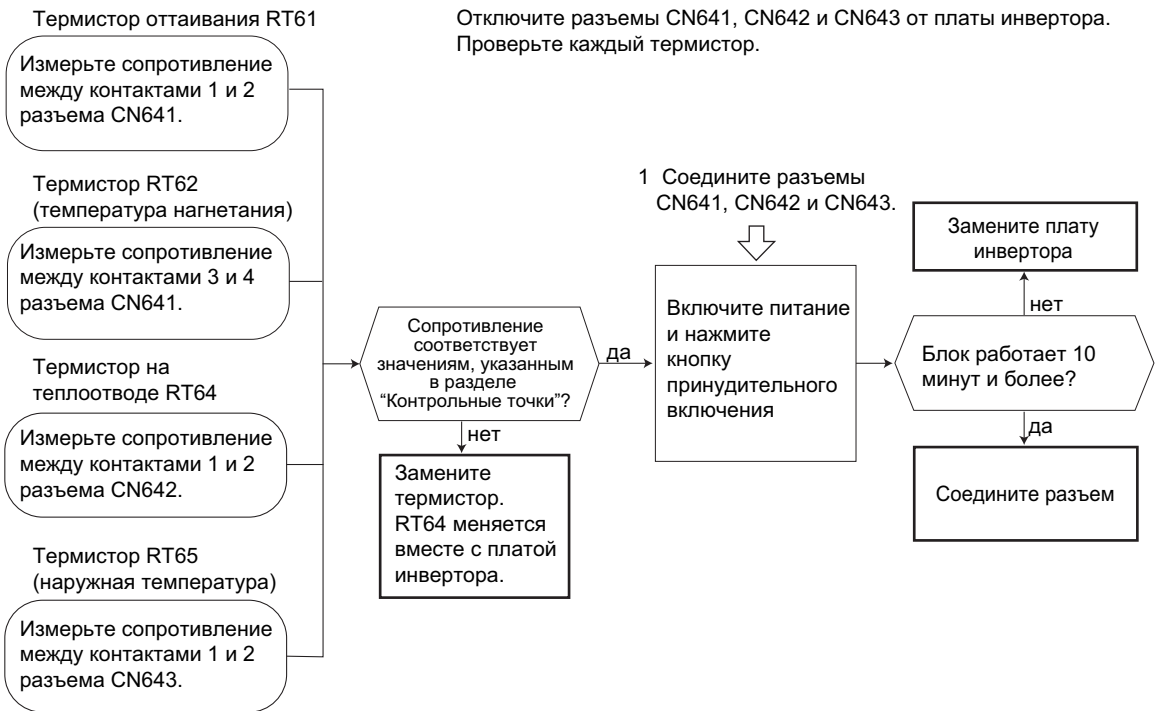 Термистор оттаивания RT61
Отключите разъемы CN641, CN642 и CN643 от платы инвертора.
Проверьте каждый термистор.
Измерьте сопротивление
между контактами 1 и 2
разъема CN641.
Термистор RT62
(температура нагнетания)
Измерьте сопротивление
между контактами 3 и 4
разъема CN641.
Термистор на
теплоотводе RT64
Измерьте сопротивление
между контактами 1 и 2
разъема CN642.
Термистор RT65
(наружная температура)
Измерьте сопротивление
между контактами 1 и 2
разъема CN643.
Сопротивление
соответствует
значениям, указанным
в разделе
“Контрольные точки”?
да
нет
Замените
термистор.
RT64 меняется
вместе с платой
инвертора.
1 Соедините разъемы
CN641, CN642 и CN643.
Включите питание
и нажмите
кнопку
принудительного
включения
Замените плату
инвертора
нет
Блок работает 10
минут и более?
да
Соедините разъем